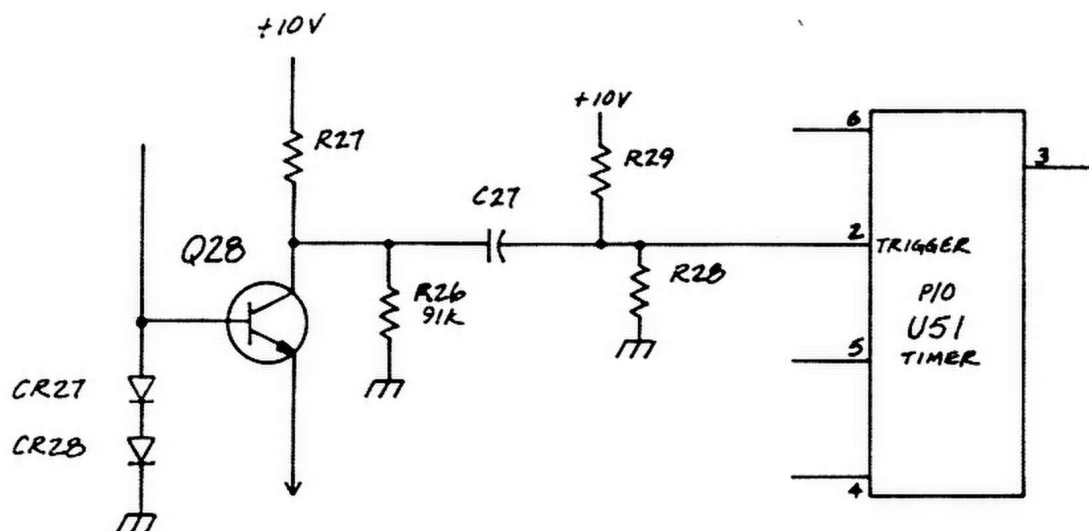 +10V
+10V
R27
R29
6
3
C27
Q28
2
TRIGGER
R28
R26
91K
P/O
U51
TIMER
5
CR27
CR28
4